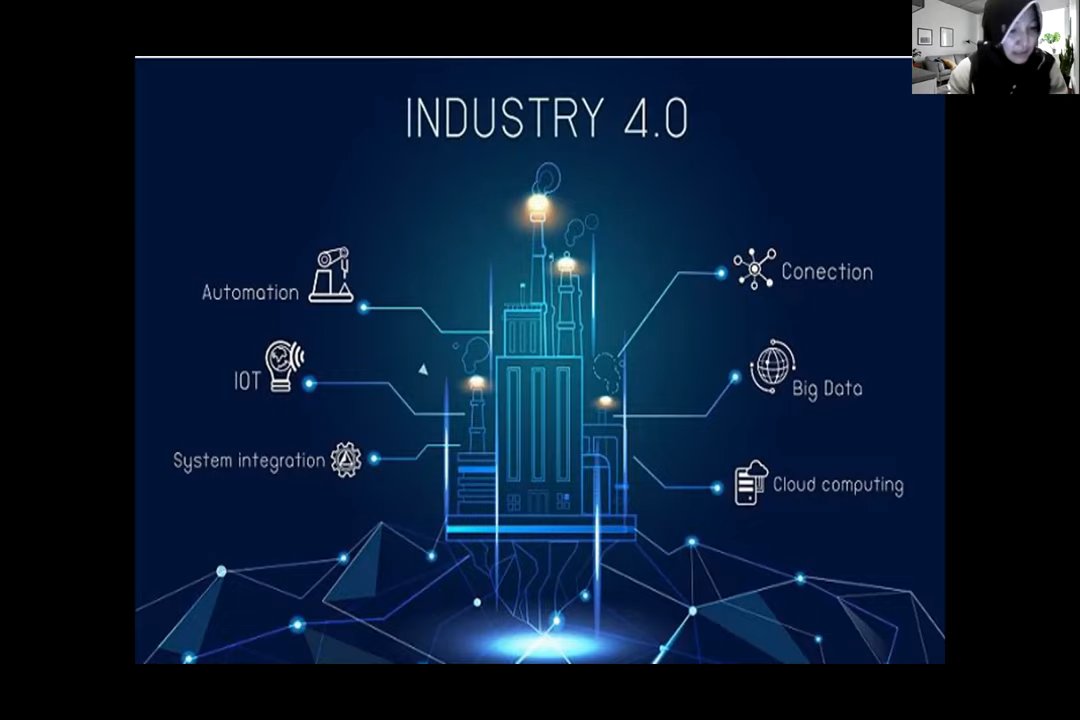 INDUSTRY 4.0
Automation
IOT
System integration
Conection
Big Data
Cloud computing